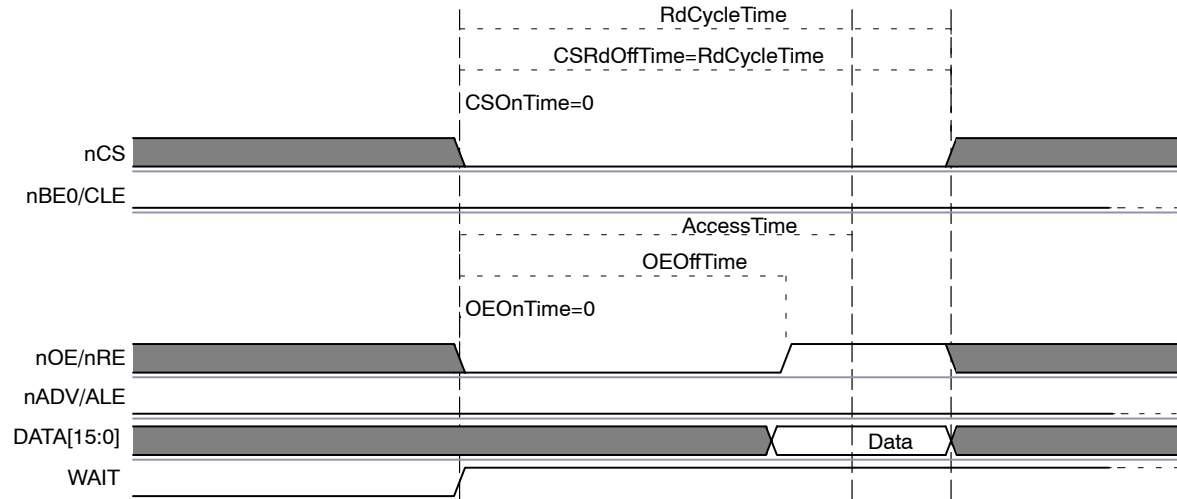 RdCycleTime
CSRdOffTime=RdCycleTime
CSOnTime=0
nCS
nBE0/CLE
AccessTime
OEOffTime
OEOnTime=0
nOE/nRE
nADV/ALE
DATA[15:0]
Data
WAIT